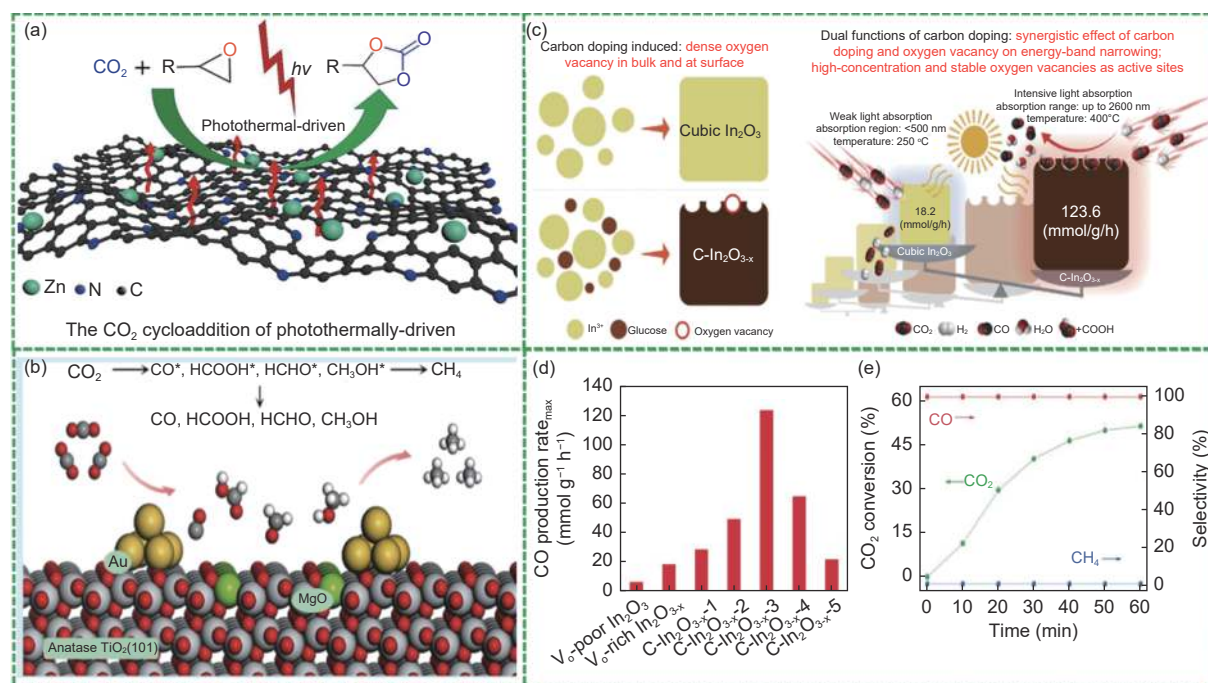 (a)
CO₂ + R
O
hv
R
O
O
O
Photothermal-driven
Zn
N
C
The CO₂ cycloaddition of photothermally-driven
(b)
CO₂
CO*, HCOOH*, HCHO*, CH₃OH*
CH₄
CO, HCOOH, HCHO, CH₃OH
Au
MgO
Anatase TiO₂(101)
(c)
Carbon doping induced: dense oxygen
vacancy in bulk and at surface
Cubic In₂O₃
C-In₂O₃₋ₓ
In³⁺
Glucose
Oxygen vacancy
Dual functions of carbon doping: synergistic effect of carbon
doping and oxygen vacancy on energy-band narrowing;
high-concentration and stable oxygen vacancies as active sites
Weak light absorption
absorption region: <500 nm
temperature: 250 °C
Intensive light absorption
absorption range: up to 2600 nm
temperature: 400°C
18.2
(mmol/g/h)
Cubic In₂O₃
123.6
(mmol/g/h)
C-In₂O₃₋ₓ
CO₂
H₂
CO
H₂O
+COOH
(d)
CO production rate max
(mmol g⁻¹ h⁻¹)
140
120
100
80
60
40
20
0
Vₒ-poor In₂O₃
Vₒ-rich In₂O₃₋ₓ
C-In₂O₃₋ₓ-1
C-In₂O₃₋ₓ-2
C-In₂O₃₋ₓ-3
C-In₂O₃₋ₓ-4
C-In₂O₃₋ₓ-5
(e)
CO₂ conversion (%)
60
45
30
15
0
CO
CO₂
CH₄
100
80
60
40
20
0
Selectivity (%)
0
10
20
30
40
50
60
Time (min)